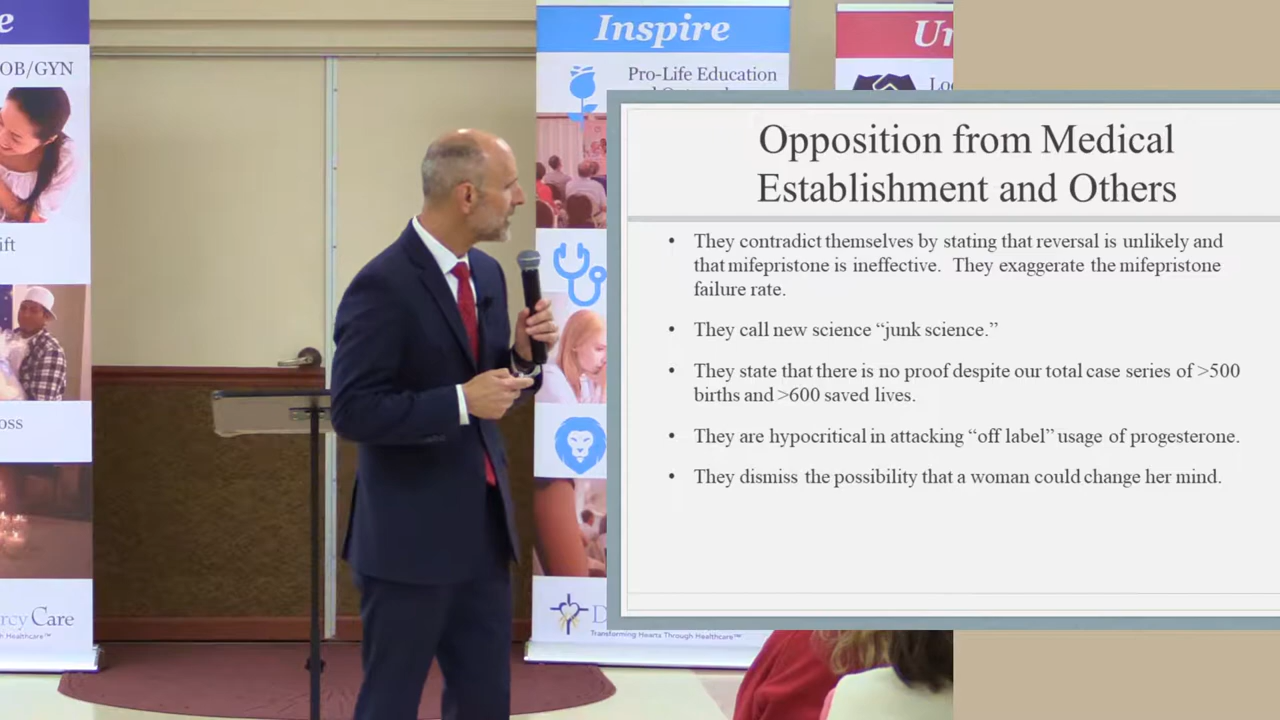 OB/GYN
Inspire
Pro-Life Education
Opposition from Medical
Establishment and Others
• They contradict themselves by stating that reversal is unlikely and
that mifepristone is ineffective. They exaggerate the mifepristone
failure rate.
• They call new science “junk science.”
• They state that there is no proof despite our total case series of >500
births and >600 saved lives.
• They are hypocritical in attacking “off label” usage of progesterone.
• They dismiss the possibility that a woman could change her mind.
Care
Healthcare™
Transforming Hearts Through Healthcare™